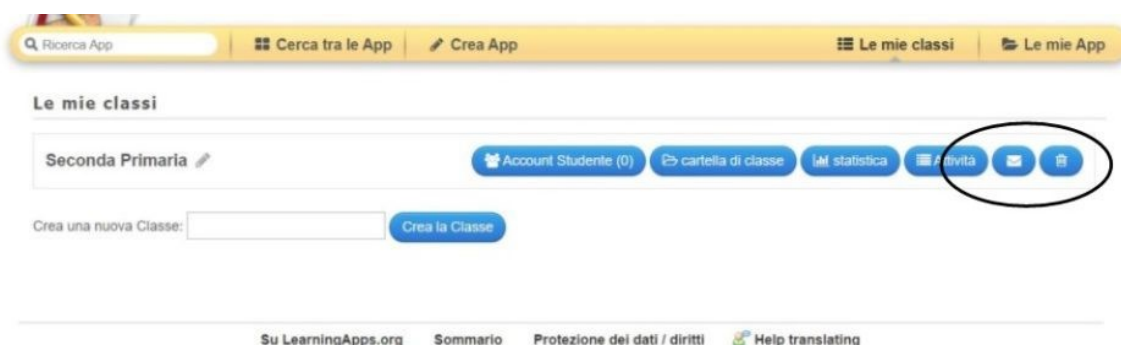 Ricerca App Cerca tra le App Crea App Le mie classi Le mie App
Le mie classi
Seconda Primaria Account Studente (0) cartella di classe statistica Attività
Crea una nuova Classe: Crea la Classe
Su LearningApps.org Sommario Protezione dei dati / diritti Help translating